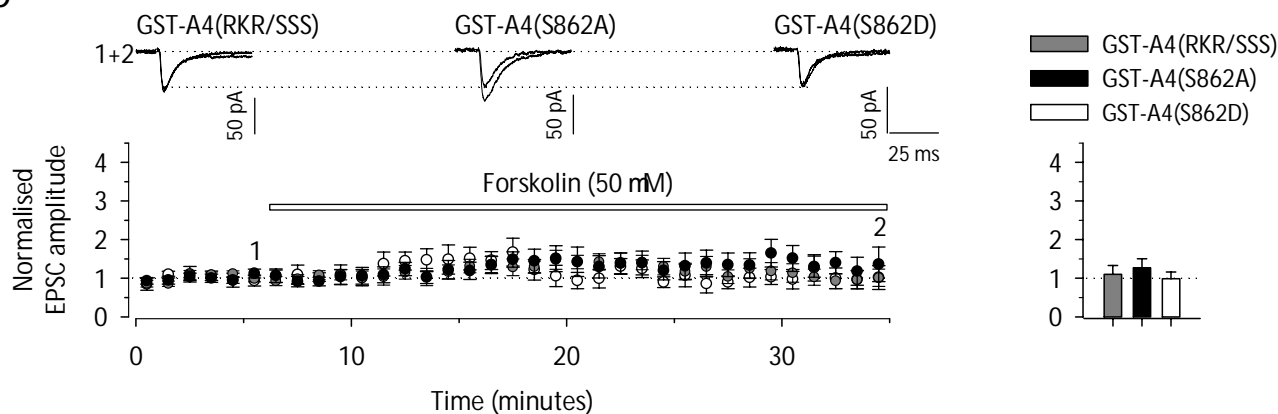 GST-A4(RKR/SSS) GST-A4(S862A) GST-A4(S862D)
1+2
50 pA 50 pA 50 pA
25 ms
GST-A4(RKR/SSS)
GST-A4(S862A)
GST-A4(S862D)
Normalised
EPSC amplitude
4
3
2
1
0
Forskolin (50 mM)
1 2
0 10 20 30
Time (minutes)
4
3
2
1
0